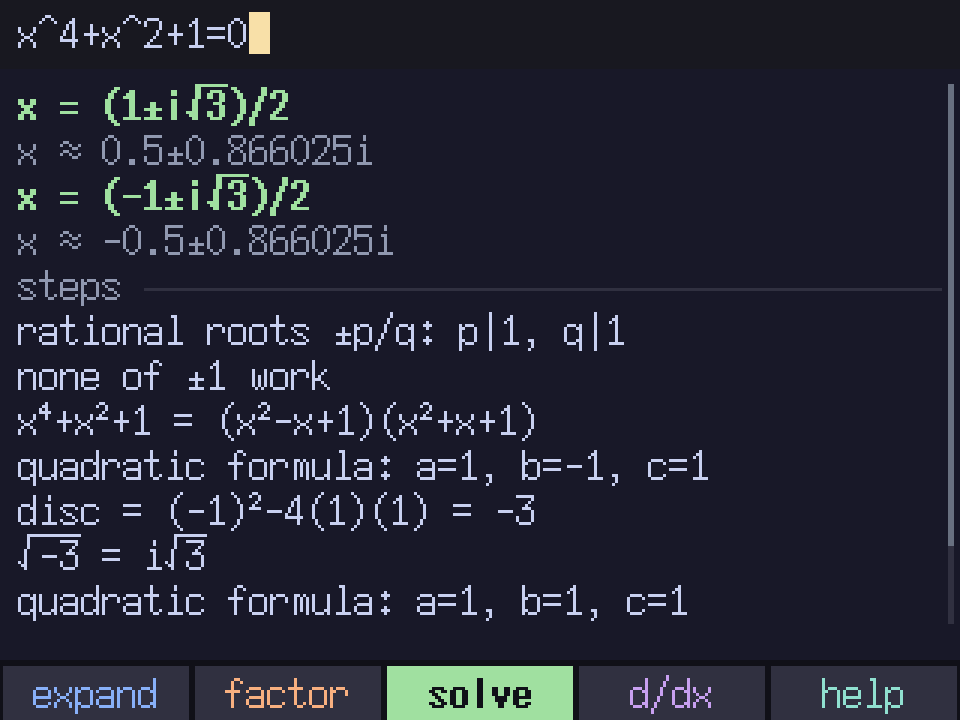 x^4+x^2+1=0
x = (1±i√3)/2
x ≈ 0.5±0.866025i
x = (-1±i√3)/2
x ≈ -0.5±0.866025i
steps
rational roots ±p/q: p|1, q|1
none of ±1 work
x⁴+x²+1 = (x²-x+1)(x²+x+1)
quadratic formula: a=1, b=-1, c=1
disc = (-1)²-4(1)(1) = -3
√-3 = i√3
quadratic formula: a=1, b=1, c=1
expand factor solve d/dx help